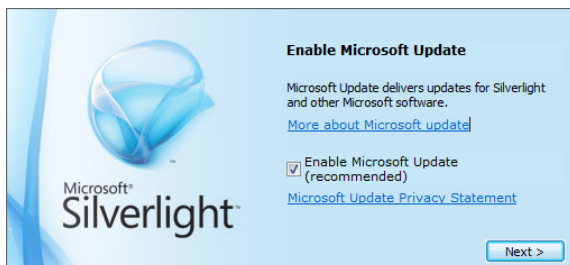 Enable Microsoft Update
Microsoft Update delivers updates for Silverlight
and other Microsoft software.
More about Microsoft update
Enable Microsoft Update
(recommended)
Microsoft Update Privacy Statement
Microsoft®
Silverlight™
Next >